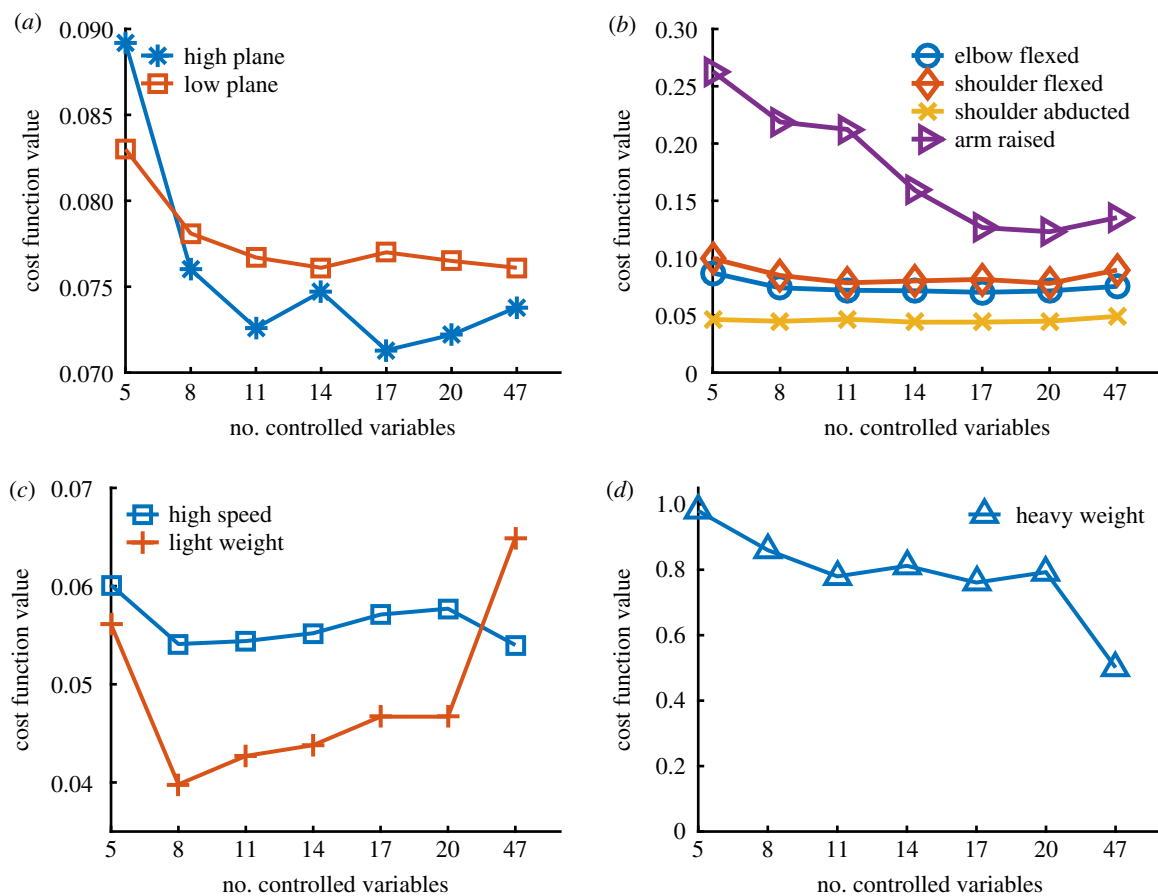 (a)
0.090
0.085
0.080
0.075
0.070
cost function value
high plane
low plane
5 8 11 14 17 20 47
no. controlled variables
(b)
0.30
0.25
0.20
0.15
0.10
0.05
0
cost function value
elbow flexed
shoulder flexed
shoulder abducted
arm raised
5 8 11 14 17 20 47
no. controlled variables
(c)
0.07
0.06
0.05
0.04
cost function value
high speed
light weight
5 8 11 14 17 20 47
no. controlled variables
(d)
1.0
0.8
0.6
0.4
0.2
0
cost function value
heavy weight
5 8 11 14 17 20 47
no. controlled variables